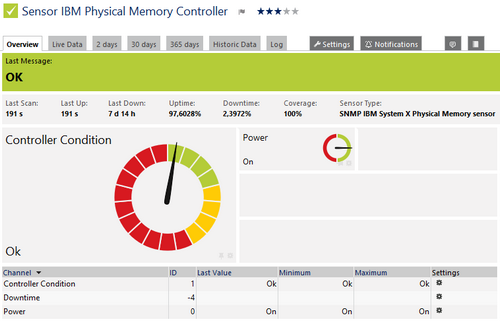 Sensor IBM Physical Memory Controller
Overview Live Data 2 days 30 days 365 days Historic Data Log Settings Notifications
Last Message:
OK
Last Scan: Last Up: Last Down: Uptime: Downtime: Coverage: Sensor Type:
191 s 191 s 7 d 14 h 97,6028% 2,3972% 100% SNMP IBM System X Physical Memory sensor
Controller Condition
Ok
Power
On
Channel ID Last Value Minimum Maximum Settings
Controller Condition 1 Ok Ok Ok
Downtime -4
Power 0 On On On